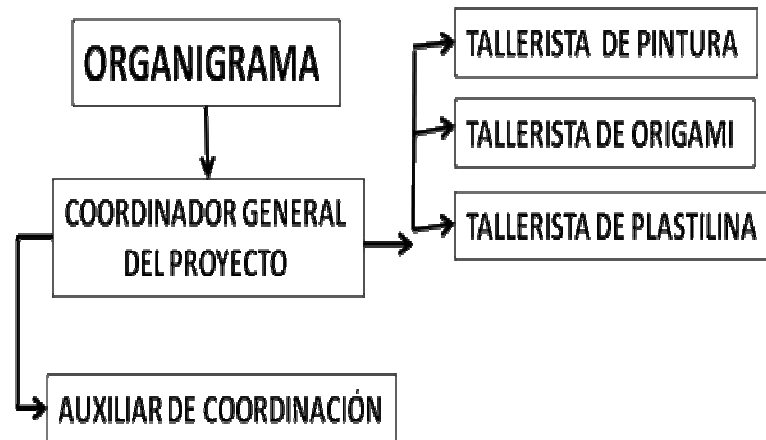 ORGANIGRAMA
COORDINADOR GENERAL
DEL PROYECTO
TALLERISTA DE PINTURA
TALLERISTA DE ORIGAMI
TALLERISTA DE PLASTILINA
AUXILIAR DE COORDINACIÓN